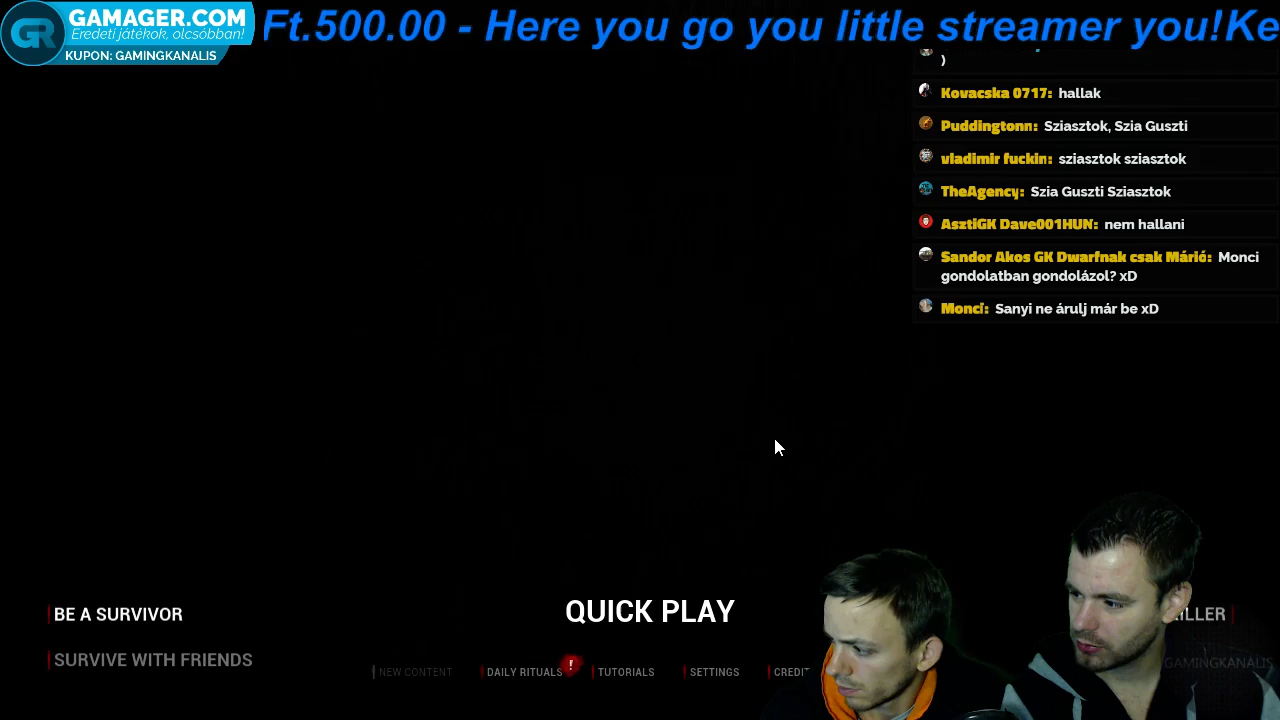 GAMAGER.COM
Eredeti játékok, olcsóbban!
KUPON: GAMINGKANALIS
Ft.500.00 - Here you go you little streamer you!Ke
)
Kovacska 0717: hallak
Puddingtonn: Sziasztok, Szia Guszti
vladimir fuckin: sziasztok sziasztok
TheAgency: Szia Guszti Sziasztok
AsztiGK Dave001HUN: nem hallani
Sandor Akos GK Dwarfnak csak Márió: Monci
gondolatban gondolázol? xD
Monci: Sanyi ne árulj már be xD
BE A SURVIVOR
QUICK PLAY
KILLER
SURVIVE WITH FRIENDS
NEW CONTENT
DAILY RITUALS
!
TUTORIALS
SETTINGS
CREDIT
GAMINGKANALIS